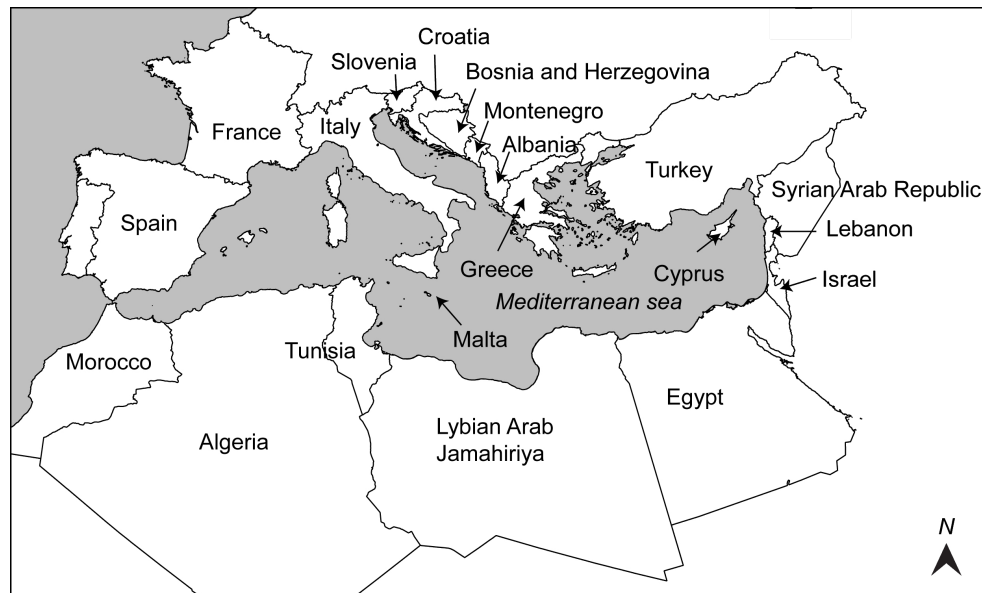 Croatia
Slovenia
Bosnia and Herzegovina
Montenegro
France
Italy
Albania
Turkey
Syrian Arab Republic
Spain
Lebanon
Greece
Cyprus
Israel
Mediterranean sea
Malta
Tunisia
Morocco
Egypt
Algeria
Lybian Arab
Jamahiriya
N